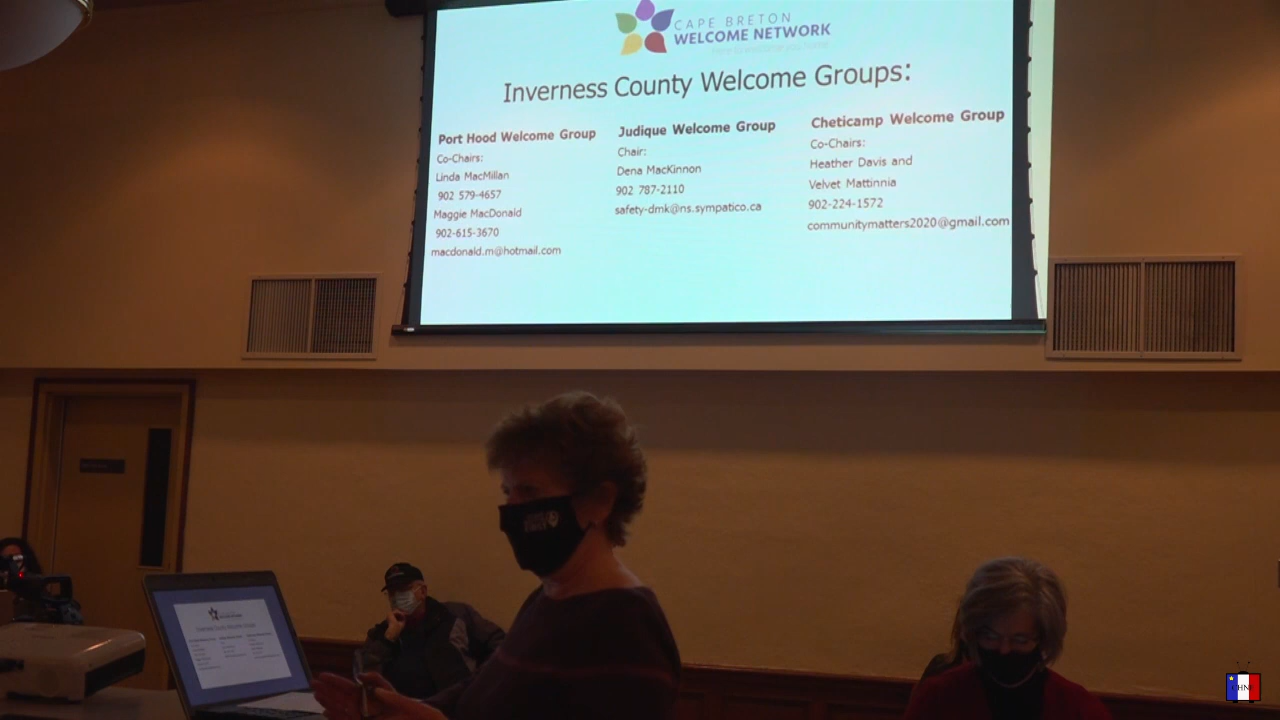 CAPE BRETON
WELCOME NETWORK
Inverness County Welcome Groups:
Port Hood Welcome Group
Co-Chairs:
Linda MacMillan
902 579-4657
Maggie MacDonald
902-615-3670
macdonald.m@hotmail.com
Judique Welcome Group
Chair:
Dena MacKinnon
902 787-2110
safety-dmk@ns.sympatico.ca
Cheticamp Welcome Group
Co-Chairs:
Heather Davis and
Velvet Mattinnia
902-224-1572
communitymatters2020@gmail.com